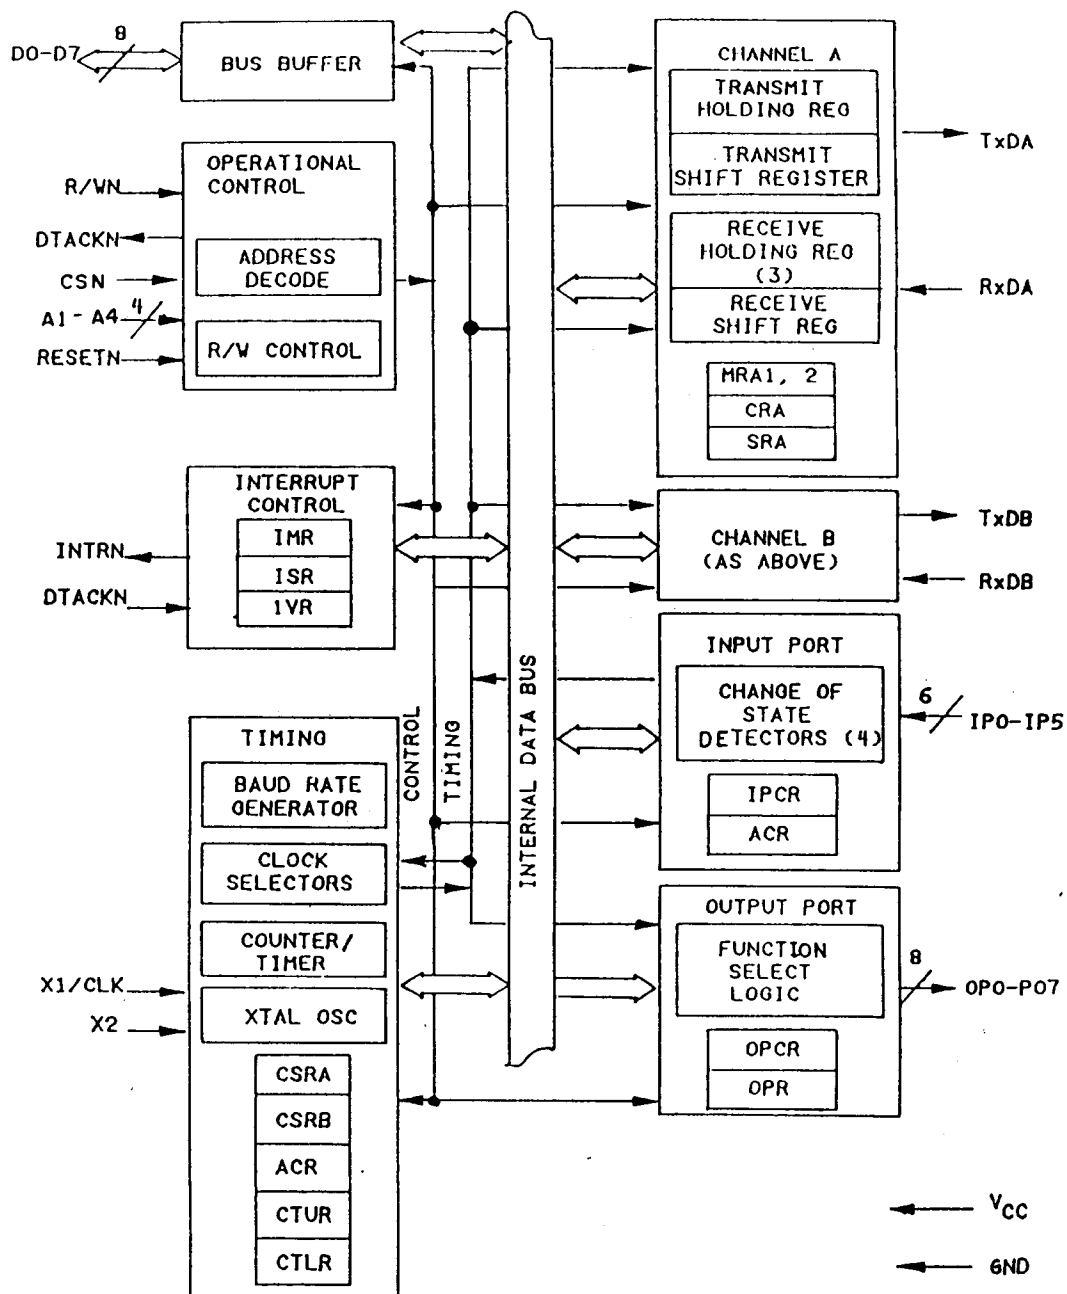 D0-D7
8
BUS BUFFER
R/WN
DTACKN
CSN
A1-A4
4
RESETN
OPERATIONAL
CONTROL
ADDRESS
DECODE
R/W CONTROL
INTRN
DTACKN
INTERRUPT
CONTROL
IMR
ISR
1VR
TIMING
BAUD RATE
GENERATOR
CLOCK
SELECTORS
COUNTER/
TIMER
XTAL OSC
X1/CLK
X2
CSRA
CSRB
ACR
CTUR
CTLR
CONTROL
TIMING
INTERNAL DATA BUS
CHANNEL A
TRANSMIT
HOLDING REG
TRANSMIT
SHIFT REGISTER
RECEIVE
HOLDING REG
(3)
RECEIVE
SHIFT REG
MRA1, 2
CRA
SRA
TxDA
RxDA
CHANNEL B
(AS ABOVE)
TxDB
RxDB
INPUT PORT
CHANGE OF
STATE
DETECTORS (4)
IPCR
ACR
6
IP0-IP5
OUTPUT PORT
FUNCTION
SELECT
LOGIC
OPCR
OPR
8
OP0-PO7
VCC
GND